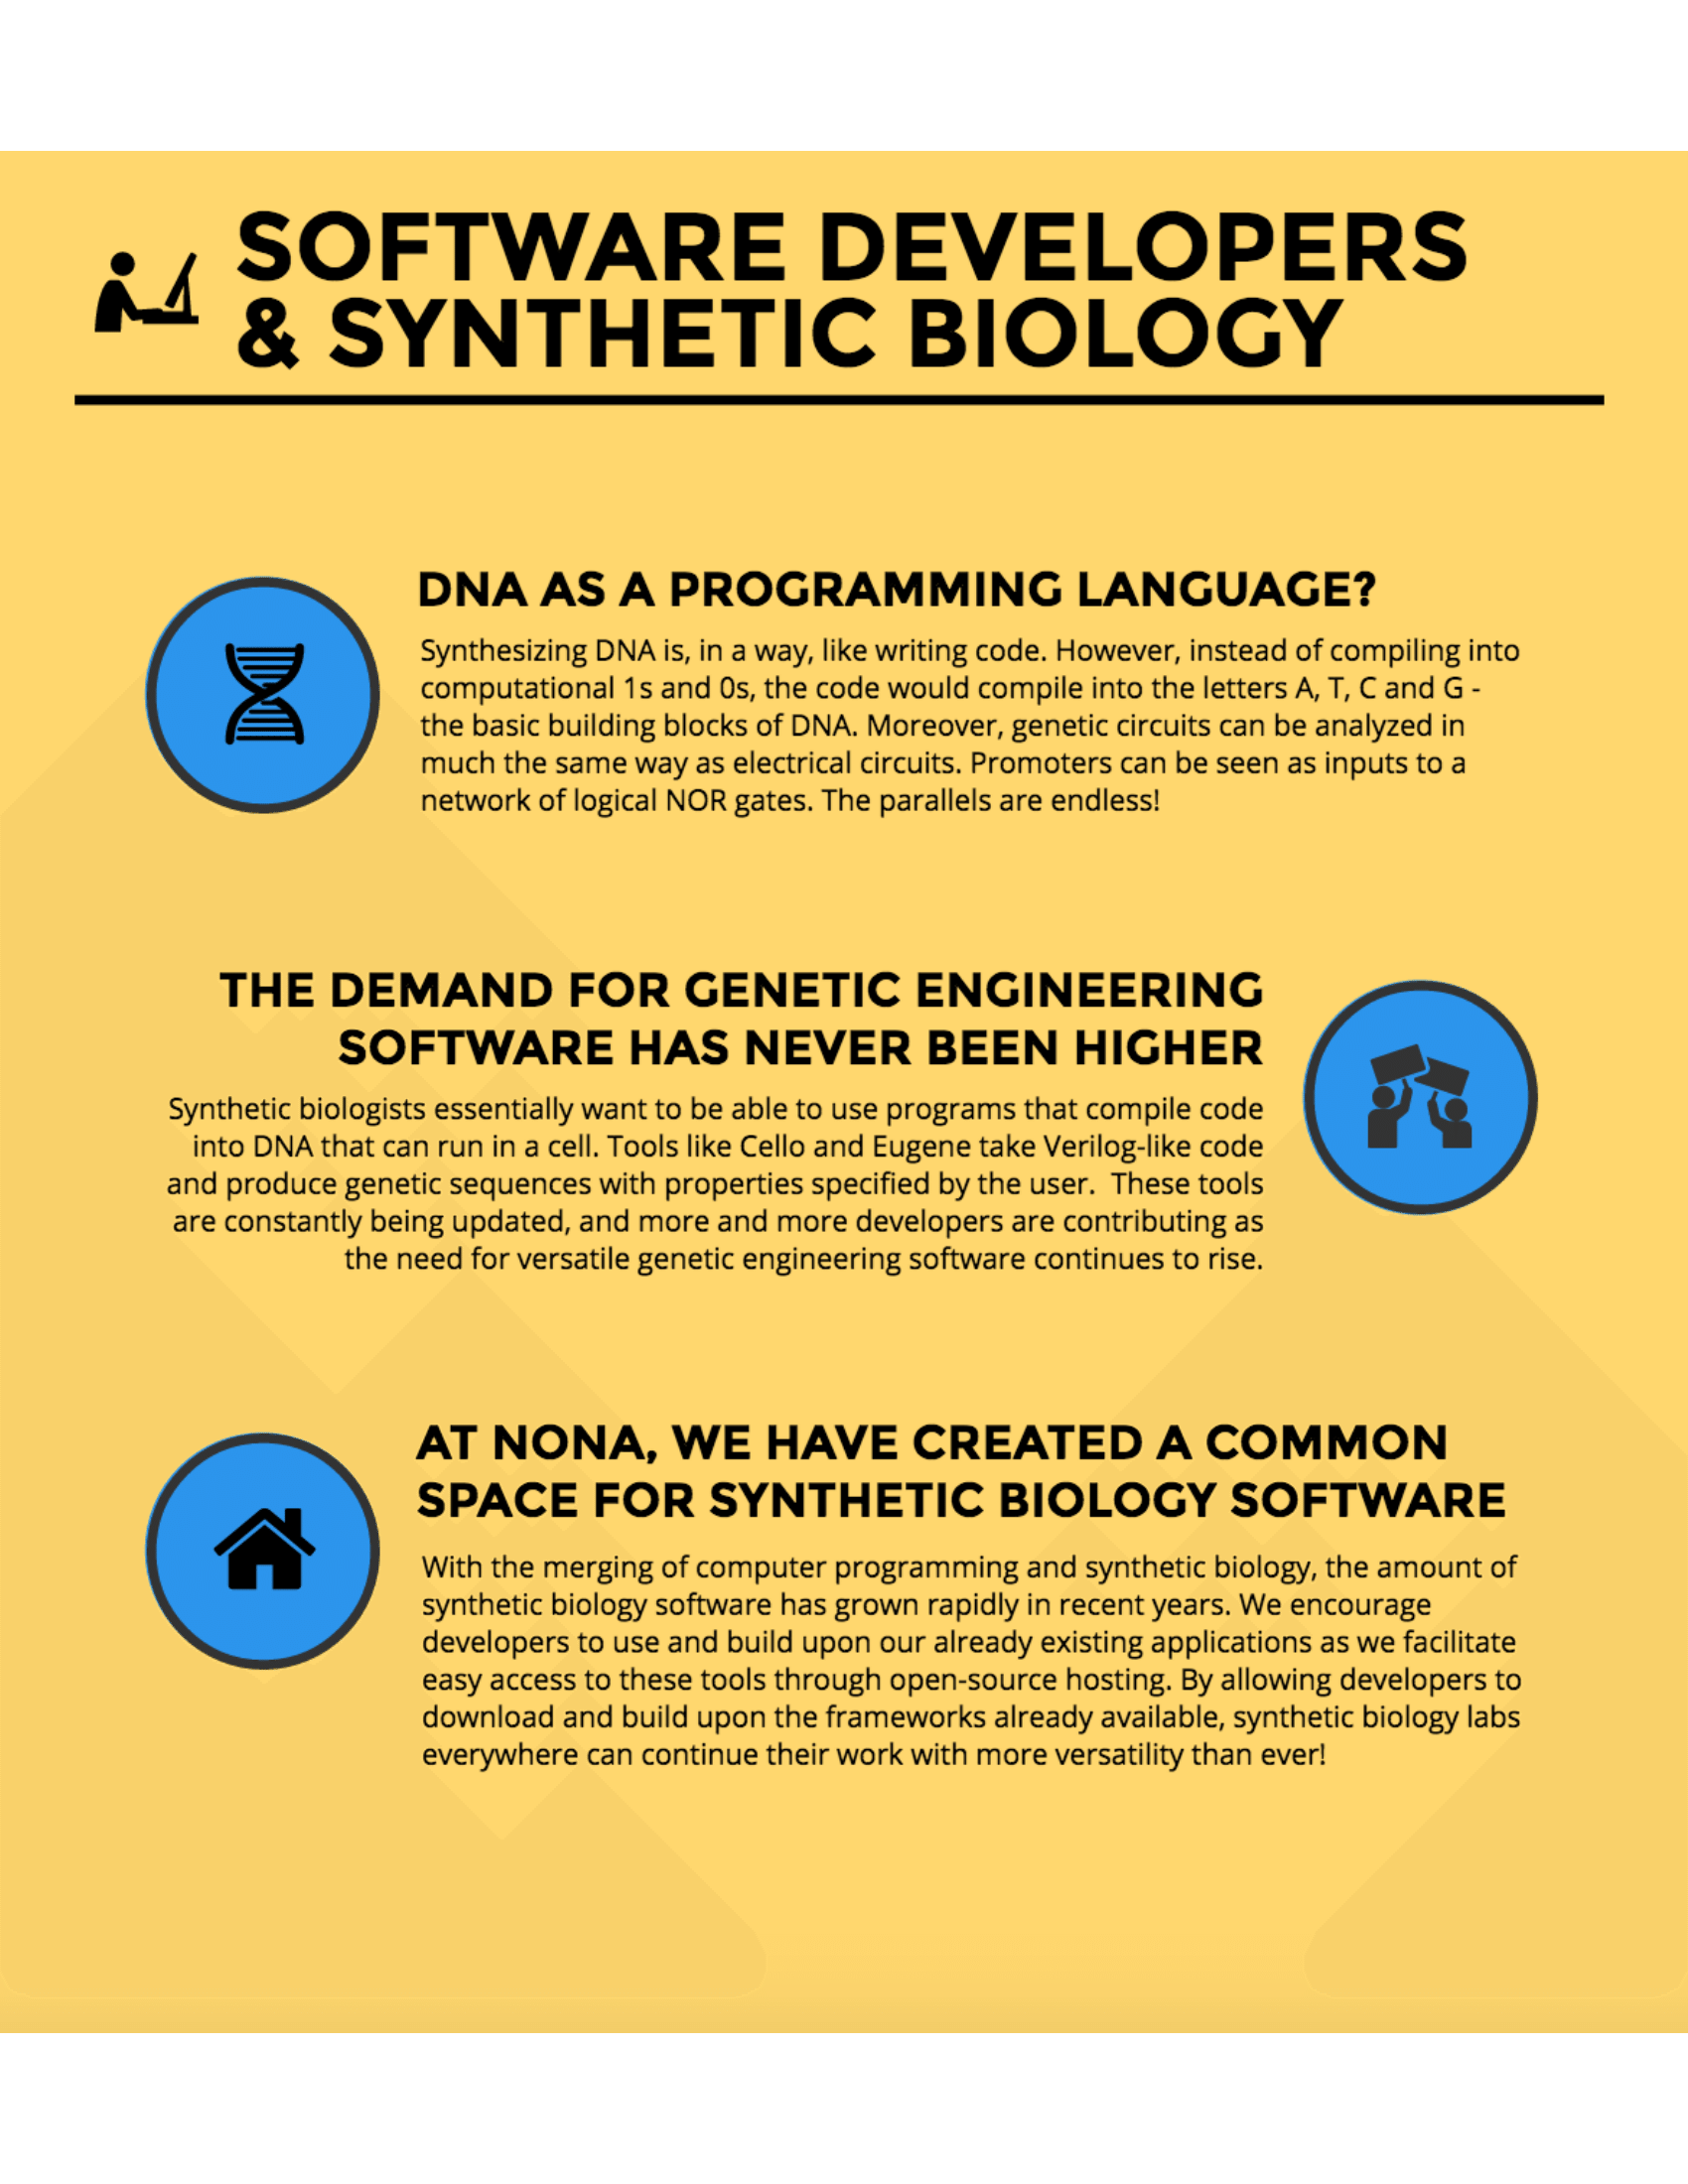 SOFTWARE DEVELOPERS
& SYNTHETIC BIOLOGY
DNA AS A PROGRAMMING LANGUAGE?
Synthesizing DNA is, in a way, like writing code. However, instead of compiling into
computational 1s and 0s, the code would compile into the letters A, T, C and G -
the basic building blocks of DNA. Moreover, genetic circuits can be analyzed in
much the same way as electrical circuits. Promoters can be seen as inputs to a
network of logical NOR gates. The parallels are endless!
THE DEMAND FOR GENETIC ENGINEERING
SOFTWARE HAS NEVER BEEN HIGHER
Synthetic biologists essentially want to be able to use programs that compile code
into DNA that can run in a cell. Tools like Cello and Eugene take Verilog-like code
and produce genetic sequences with properties specified by the user.  These tools
are constantly being updated, and more and more developers are contributing as
the need for versatile genetic engineering software continues to rise.
AT NONA, WE HAVE CREATED A COMMON
SPACE FOR SYNTHETIC BIOLOGY SOFTWARE
With the merging of computer programming and synthetic biology, the amount of
synthetic biology software has grown rapidly in recent years. We encourage
developers to use and build upon our already existing applications as we facilitate
easy access to these tools through open-source hosting. By allowing developers to
download and build upon the frameworks already available, synthetic biology labs
everywhere can continue their work with more versatility than ever!